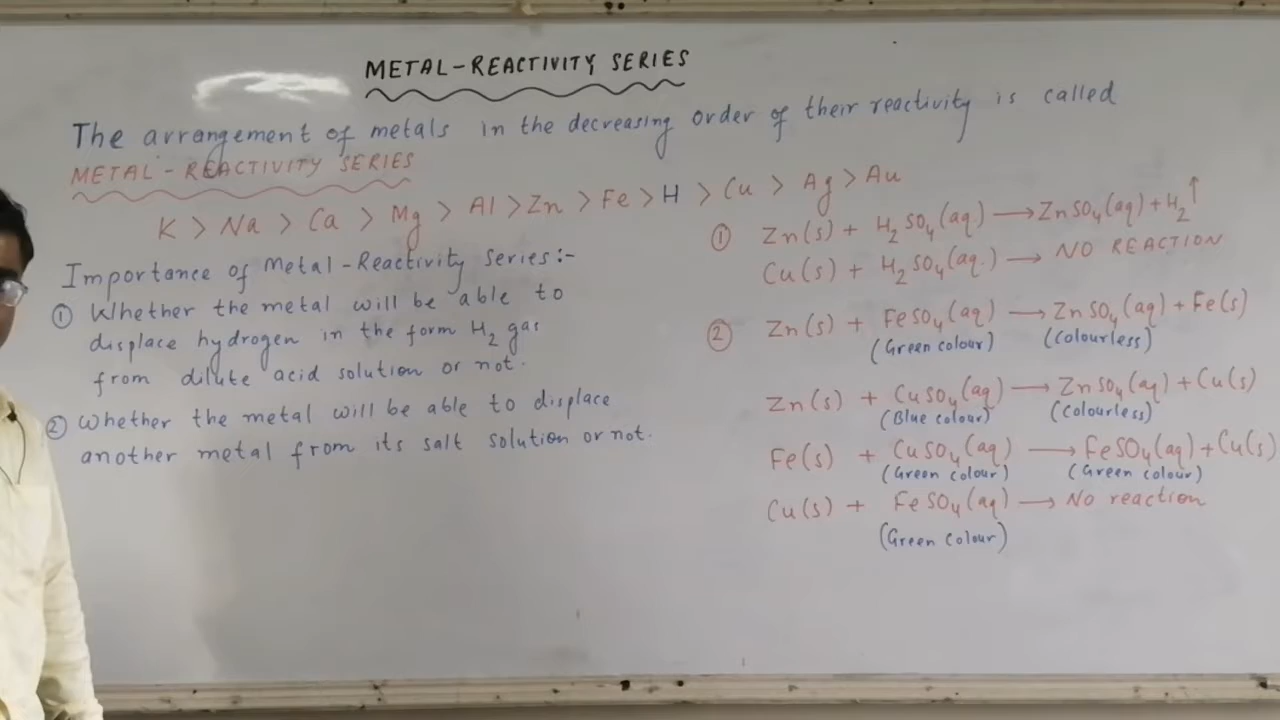 METAL-REACTIVITY SERIES
The arrangement of metals in the decreasing order of their reactivity is called
METAL-REACTIVITY SERIES
K > Na > Ca > Mg > Al > Zn > Fe > H > Cu > Ag > Au
Importance of Metal-Reactivity Series:-
① Whether the metal will be able to
displace hydrogen in the form H₂ gas
from dilute acid solution or not.
② Whether the metal will be able to displace
another metal from its salt solution or not.
① Zn(s) + H₂SO₄(aq.) → ZnSO₄(aq) + H₂↑
Cu(s) + H₂SO₄(aq.) → NO REACTION
② Zn(s) + FeSO₄(aq) → ZnSO₄(aq) + Fe(s)
(Green colour) (Colourless)
Zn(s) + CuSO₄(aq) → ZnSO₄(aq) + Cu(s)
(Blue colour) (Colourless)
Fe(s) + CuSO₄(aq) → FeSO₄(aq) + Cu(s)
(Green colour) (Green colour)
Cu(s) + FeSO₄(aq) → No reaction
(Green colour)